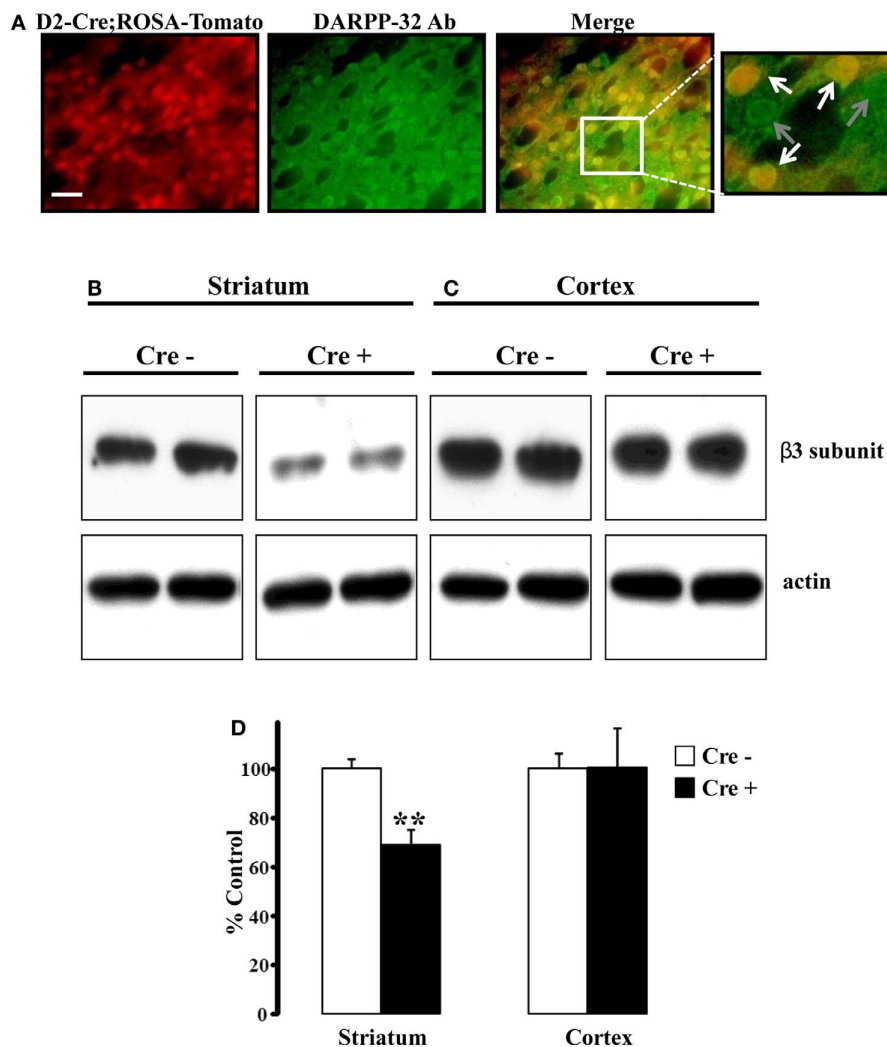 A D2-Cre;ROSA-Tomato DARPP-32 Ab Merge
B Striatum C Cortex
Cre - Cre + Cre - Cre +
β3 subunit
actin
D
Cre -
Cre +
% Control
100
80
60
40
20
0
**
Striatum Cortex